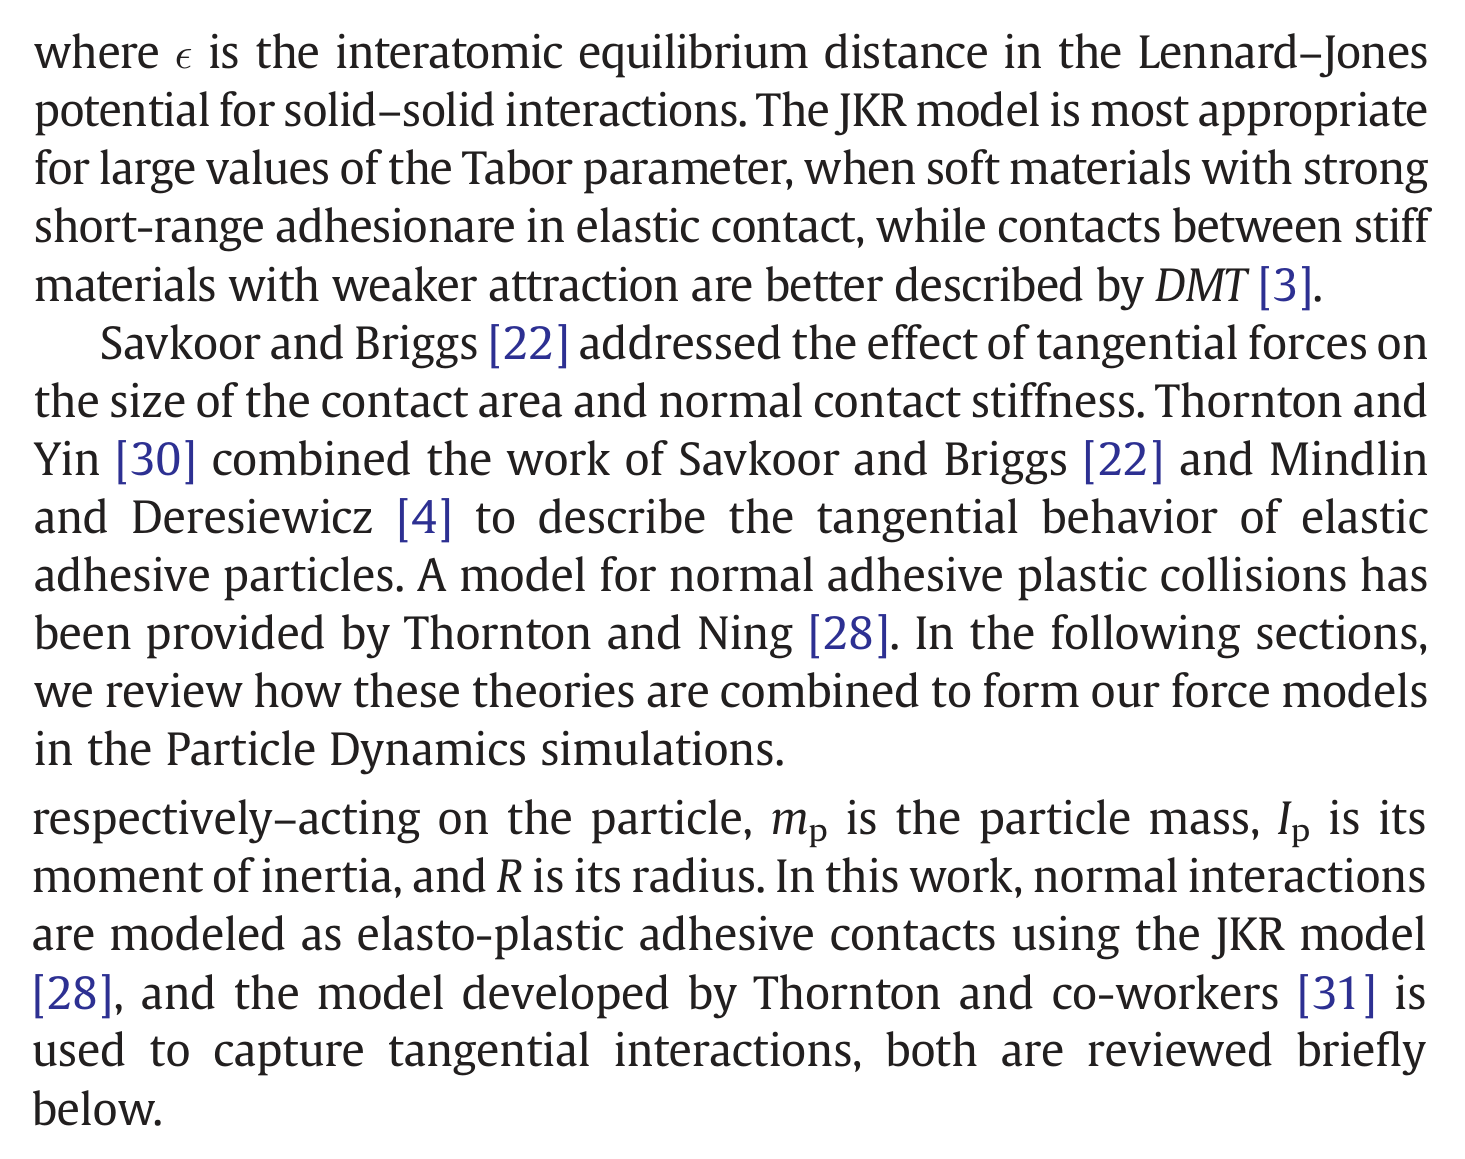 where ϵ is the interatomic equilibrium distance in the Lennard–Jones
potential for solid–solid interactions. The JKR model is most appropriate
for large values of the Tabor parameter, when soft materials with strong
short-range adhesionare in elastic contact, while contacts between stiff
materials with weaker attraction are better described by DMT [3].
Savkoor and Briggs [22] addressed the effect of tangential forces on
the size of the contact area and normal contact stiffness. Thornton and
Yin [30] combined the work of Savkoor and Briggs [22] and Mindlin
and Deresiewicz [4] to describe the tangential behavior of elastic
adhesive particles. A model for normal adhesive plastic collisions has
been provided by Thornton and Ning [28]. In the following sections,
we review how these theories are combined to form our force models
in the Particle Dynamics simulations.
respectively–acting on the particle, mp is the particle mass, Ip is its
moment of inertia, and R is its radius. In this work, normal interactions
are modeled as elasto-plastic adhesive contacts using the JKR model
[28], and the model developed by Thornton and co-workers [31] is
used to capture tangential interactions, both are reviewed briefly
below.